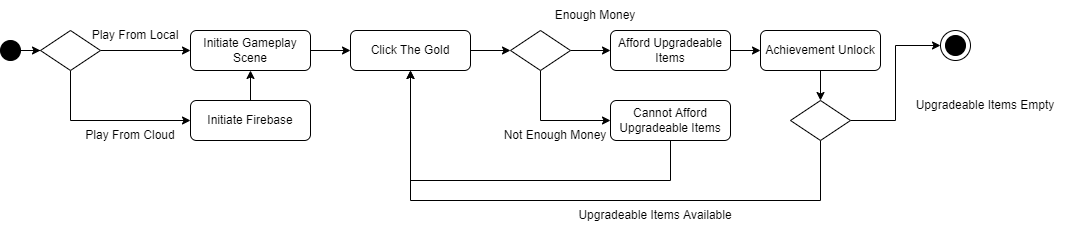 Enough Money
Play From Local
Initiate Gameplay
Scene
Click The Gold
Afford Upgradeable
Items
Achievement Unlock
Upgradeable Items Empty
Play From Cloud
Initiate Firebase
Not Enough Money
Cannot Afford
Upgradeable Items
Upgradeable Items Available